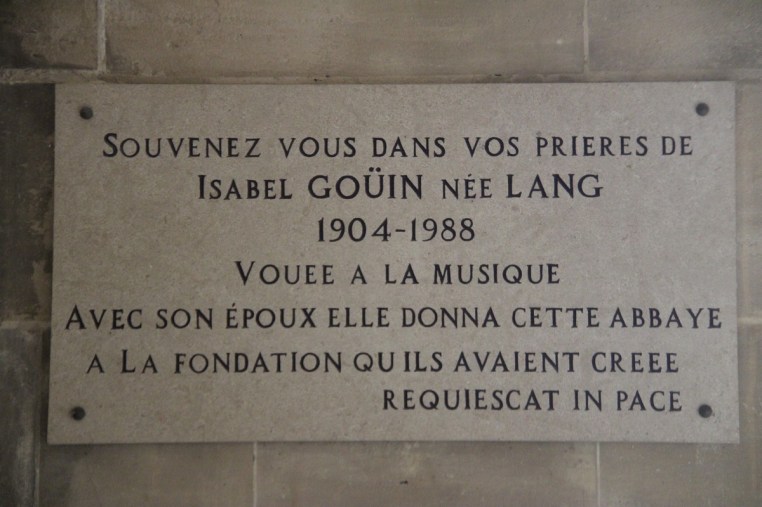 SOUVENEZ VOUS DANS VOS PRIERES DE
ISABEL GOÜIN NÉE LANG
1904-1988
VOUEE A LA MUSIQUE
AVEC SON ÉPOUX ELLE DONNA CETTE ABBAYE
A LA FONDATION QU ILS AVAIENT CREEE
REQUIESCAT IN PACE